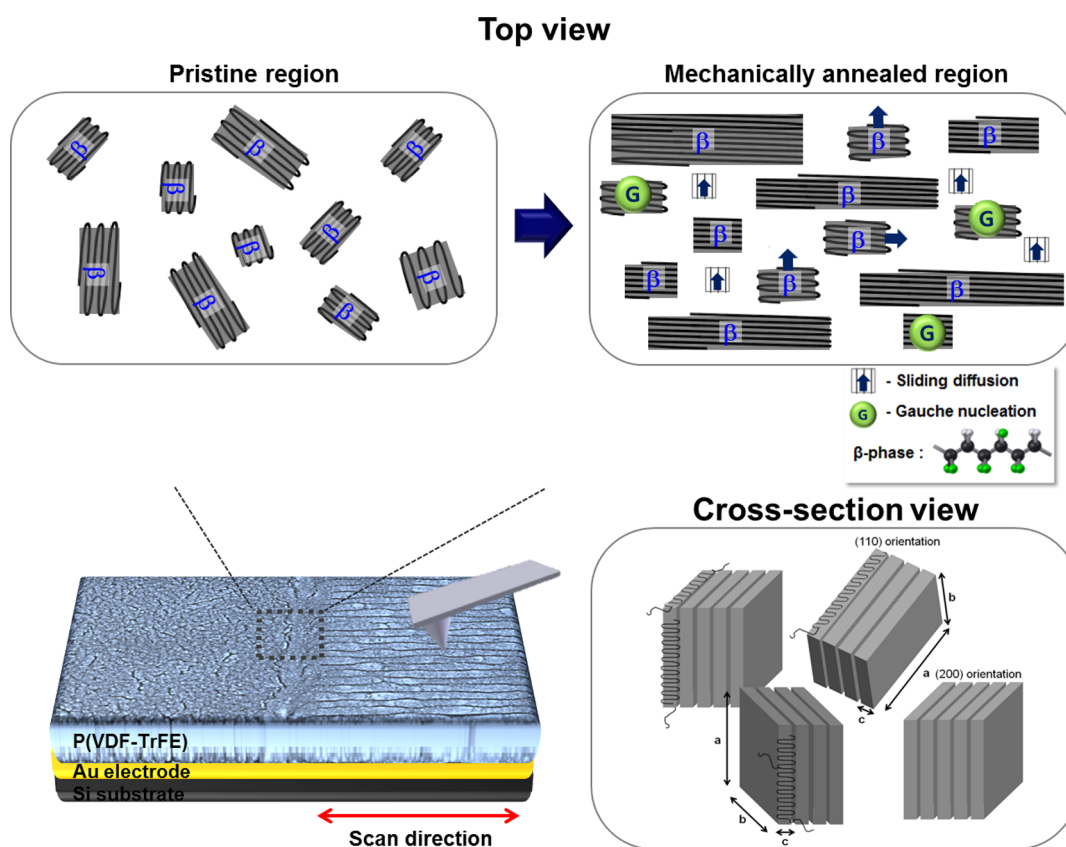 Top view
Pristine region
Mechanically annealed region
β
β
β
β
β
β
β
β
β
β
β
β
β
β
G
β
G
β
β
β
β
β
β
G
- Sliding diffusion
G - Gauche nucleation
β-phase :
Cross-section view
(110) orientation
b
a
(200) orientation
c
a
b
c
P(VDF-TrFE)
Au electrode
Si substrate
Scan direction